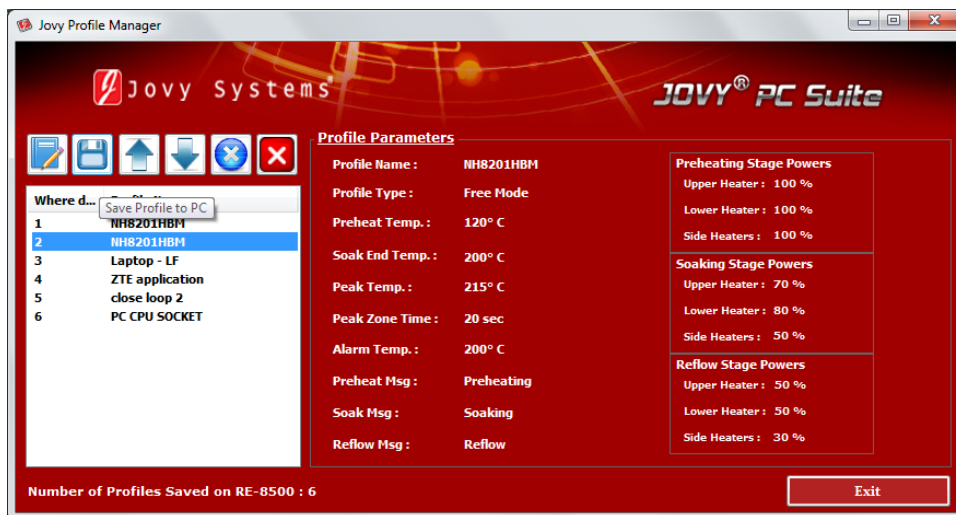 Jovy Profile Manager
Jovy Systems
JOVY® PC Suite
Profile Parameters
Where d...
Save Profile to PC
1 NH8201HBM
2 NH8201HBM
3 Laptop - LF
4 ZTE application
5 close loop 2
6 PC CPU SOCKET
Profile Name : NH8201HBM
Profile Type : Free Mode
Preheat Temp. : 120° C
Soak End Temp. : 200° C
Peak Temp. : 215° C
Peak Zone Time : 20 sec
Alarm Temp. : 200° C
Preheat Msg : Preheating
Soak Msg : Soaking
Reflow Msg : Reflow
Preheating Stage Powers
Upper Heater : 100 %
Lower Heater : 100 %
Side Heaters : 100 %
Soaking Stage Powers
Upper Heater : 70 %
Lower Heater : 80 %
Side Heaters : 50 %
Reflow Stage Powers
Upper Heater : 50 %
Lower Heater : 50 %
Side Heaters : 30 %
Number of Profiles Saved on RE-8500 : 6
Exit